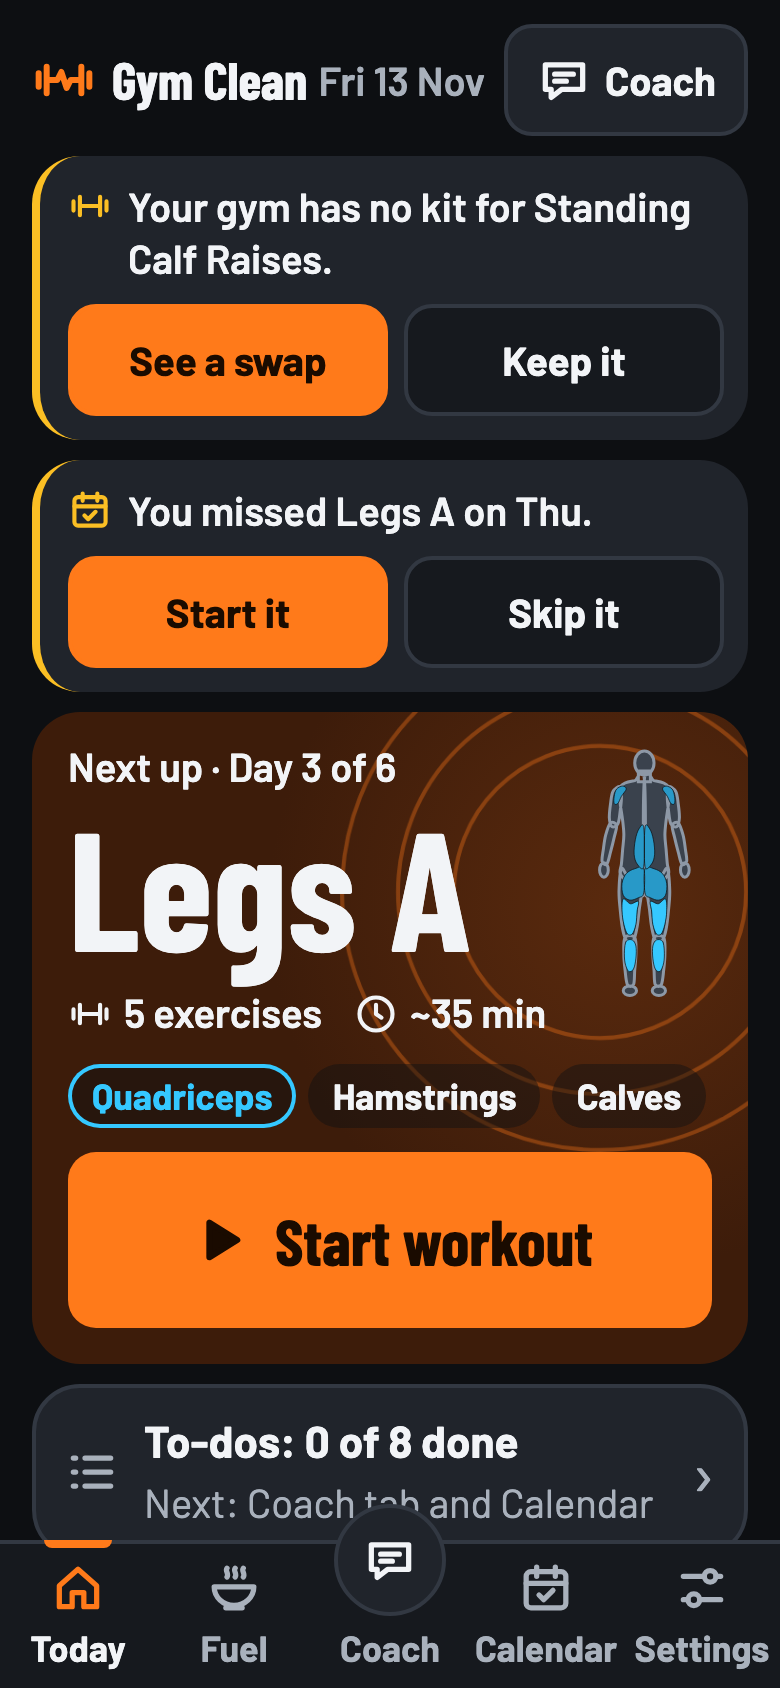 Gym Clean Fri 13 Nov
Coach
Your gym has no kit for Standing
Calf Raises.
See a swap
Keep it
You missed Legs A on Thu.
Start it
Skip it
Next up · Day 3 of 6
Legs A
5 exercises
~35 min
Quadriceps
Hamstrings
Calves
Start workout
To-dos: 0 of 8 done
Next: Coach tab and Calendar
Today
Fuel
Coach
Calendar
Settings